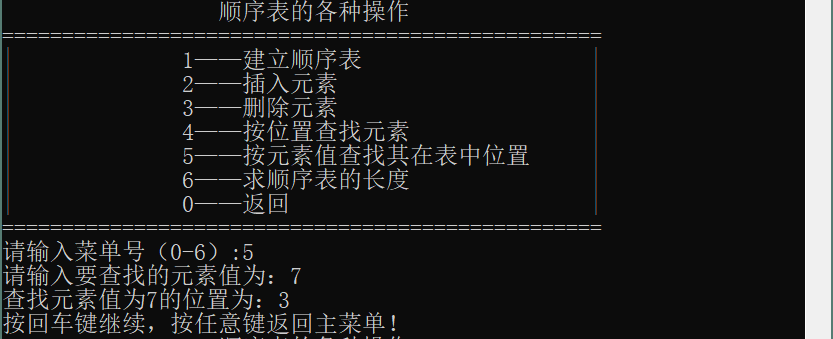 顺序表的各种操作
==================================================
1——建立顺序表
2——插入元素
3——删除元素
4——按位置查找元素
5——按元素值查找其在表中位置
6——求顺序表的长度
0——返回
==================================================
请输入菜单号（0-6）:5
请输入要查找的元素值为：7
查找元素值为7的位置为：3
按回车键继续，按任意键返回主菜单!